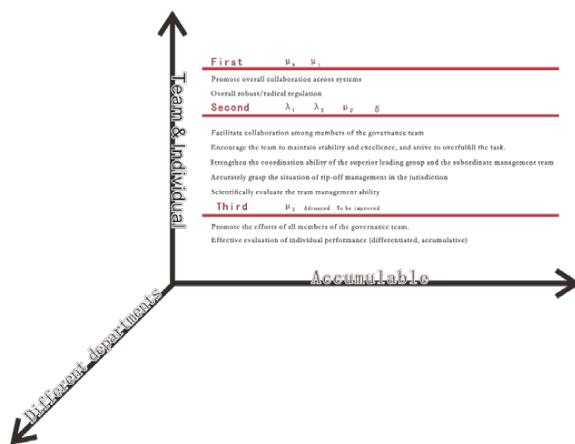 Team & Individual
First μ₀ μ₁
Promote overall collaboration across systems
Overall robust/radical regulation
Second λ₁ λ₂ μ₂ δ
Facilitate collaboration among members of the governance team
Encourage the team to maintain stability and excellence, and strive to overfulfill the task.
Strengthen the coordination ability of the superior leading group and the subordinate management team
Accurately grasp the situation of tip-off management in the jurisdiction
Scientifically evaluate the team management ability
Third μ₃ Advanced To be improved
Promote the efforts of all members of the governance team.
Effective evaluation of individual performance (differentiated, accumulative)
Accumulable
Different departments